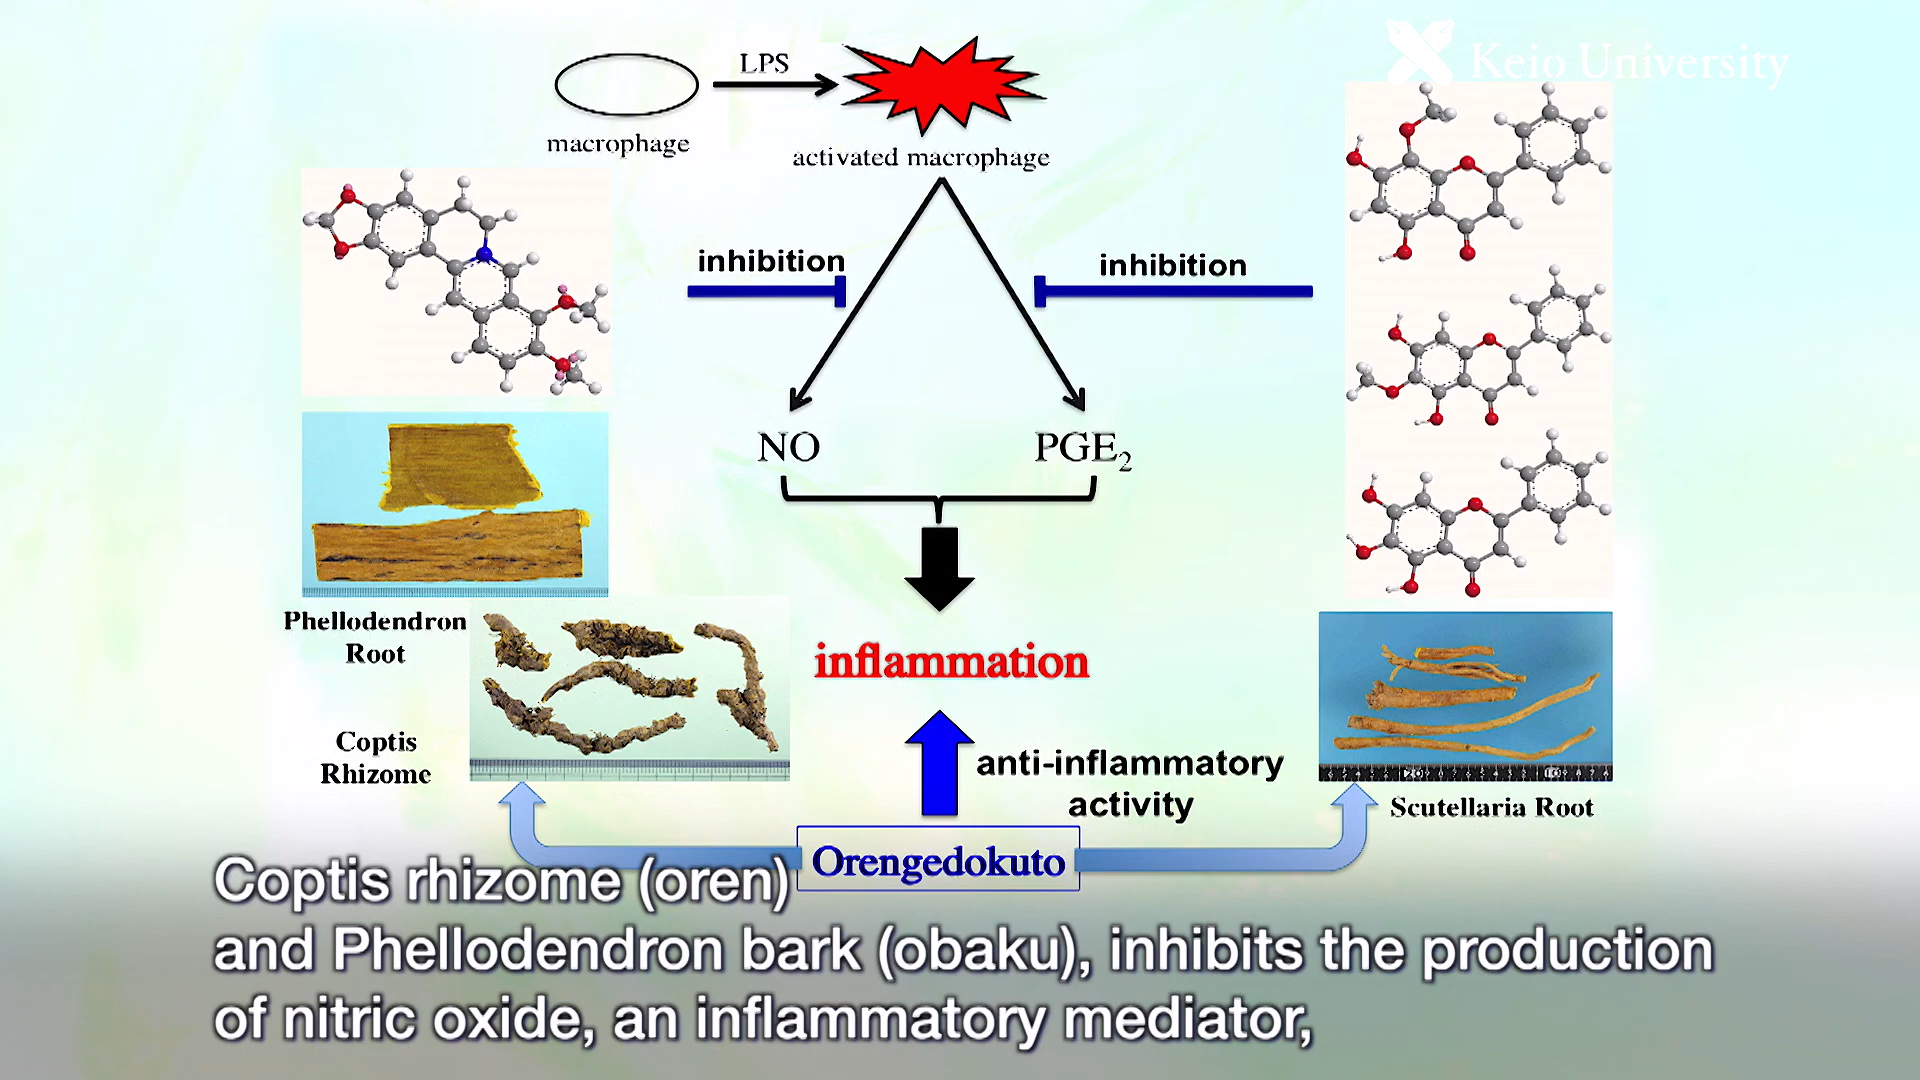 Keio University
LPS
macrophage
activated macrophage
inhibition
inhibition
NO
PGE₂
inflammation
Phellodendron
Root
Coptis
Rhizome
anti-inflammatory
activity
Scutellaria Root
Orengedokuto
Coptis rhizome (oren)
and Phellodendron bark (obaku), inhibits the production
of nitric oxide, an inflammatory mediator,